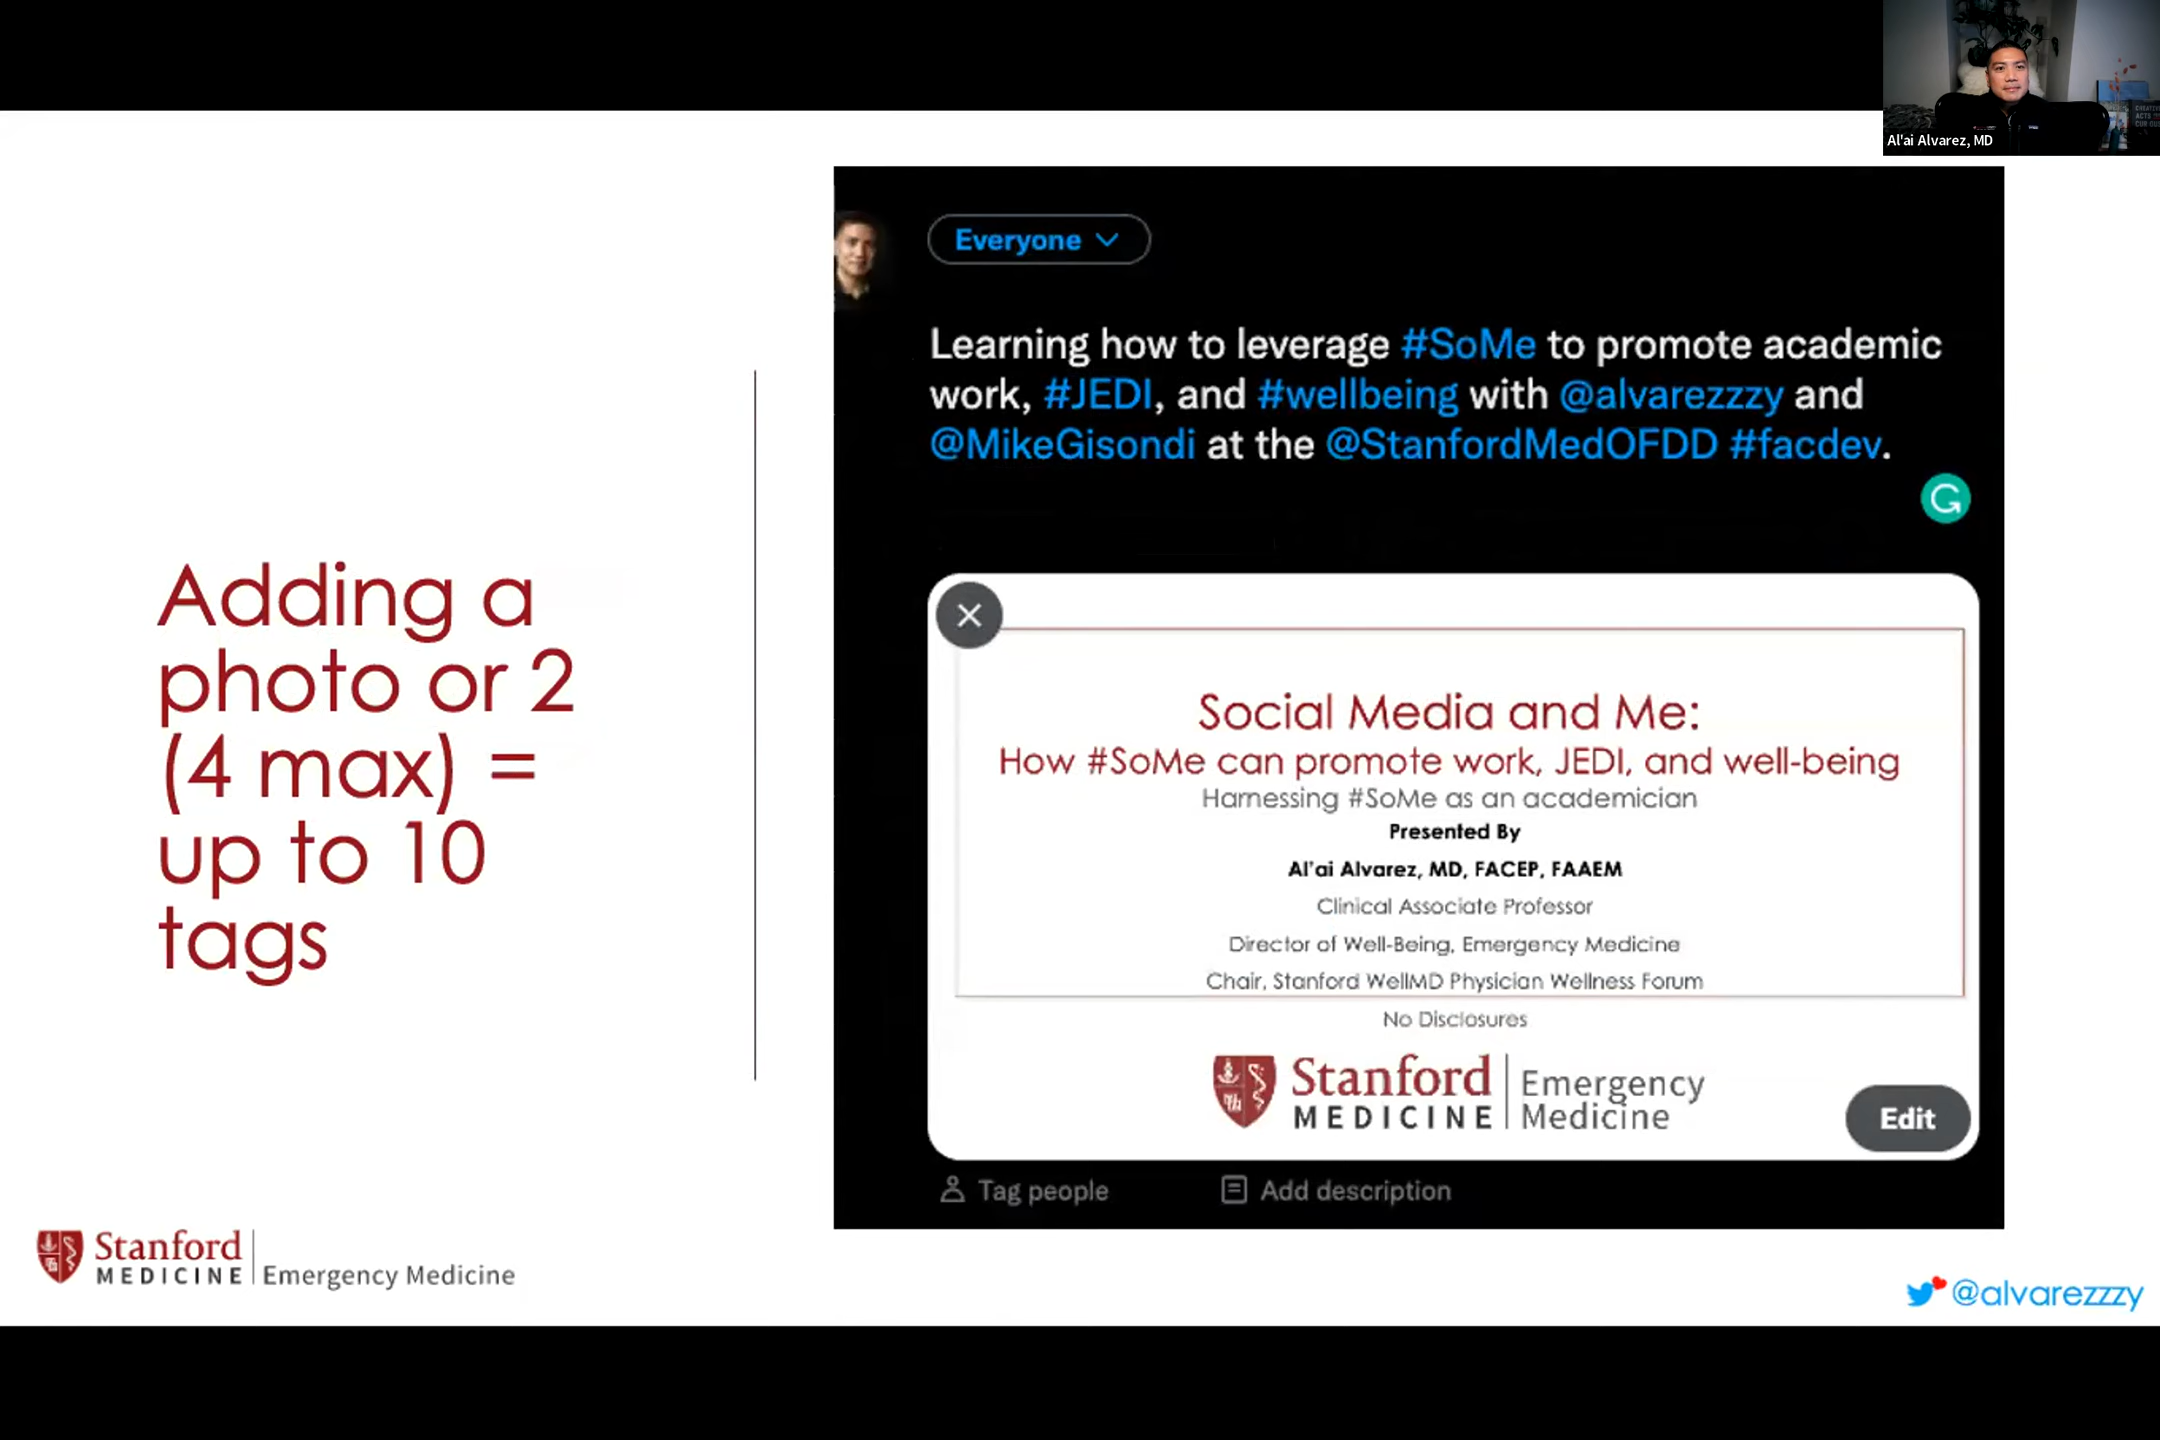 Al'ai Alvarez, MD
Adding a
photo or 2
(4 max) =
up to 10
tags
Everyone
Learning how to leverage #SoMe to promote academic
work, #JEDI, and #wellbeing with @alvarezzzy and
@MikeGisondi at the @StanfordMedOFDD #facdev.
Social Media and Me:
How #SoMe can promote work, JEDI, and well-being
Harnessing #SoMe as an academician
Presented By
Al'ai Alvarez, MD, FACEP, FAAEM
Clinical Associate Professor
Director of Well-Being, Emergency Medicine
Chair, Stanford WellMD Physician Wellness Forum
No Disclosures
Stanford
MEDICINE
Emergency
Medicine
Edit
Tag people
Add description
Stanford
MEDICINE
Emergency Medicine
@alvarezzzy